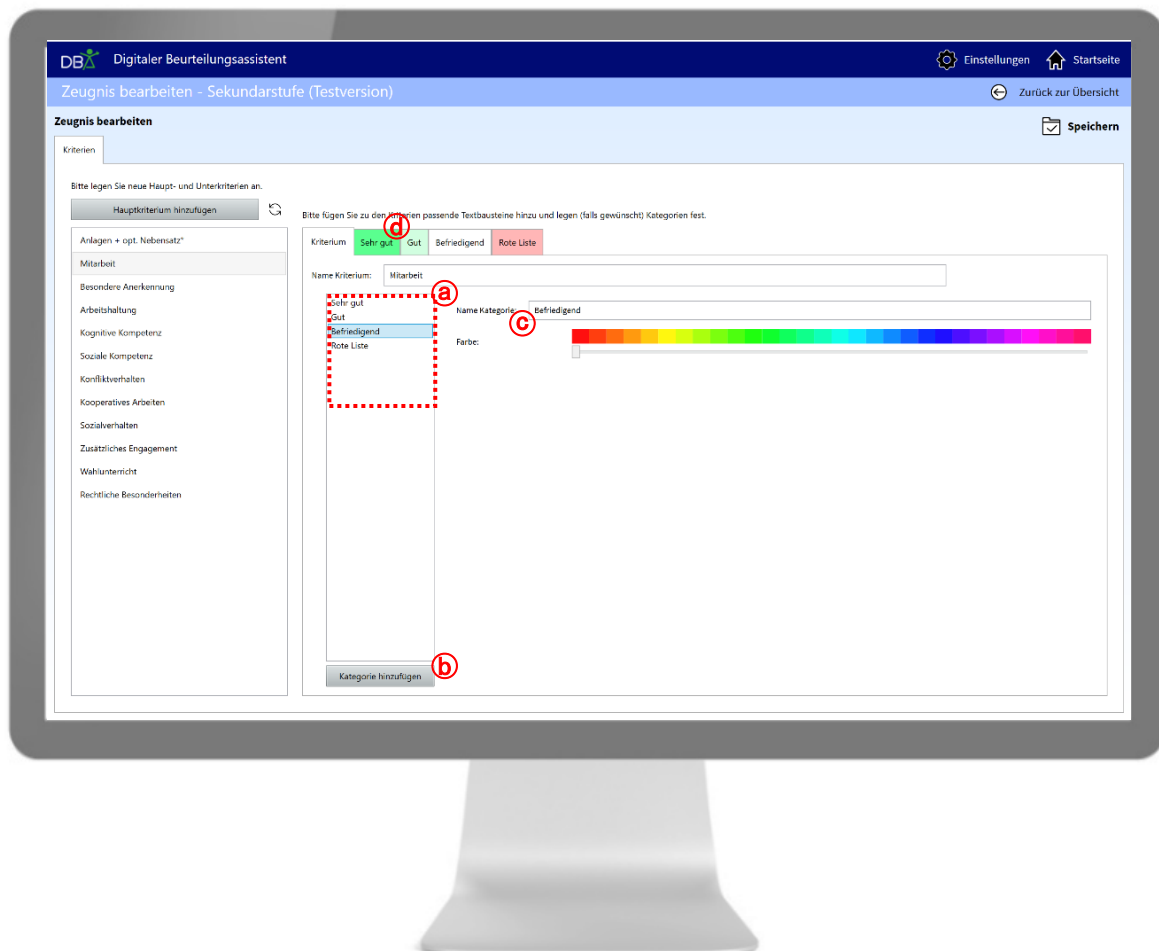 DBA Digitaler Beurteilungsassistent
Einstellungen
Startseite
Zeugnis bearbeiten - Sekundarstufe (Testversion)
Zurück zur Übersicht
Zeugnis bearbeiten
Speichern
Kriterien
Bitte legen Sie neue Haupt- und Unterkriterien an.
Hauptkriterium hinzufügen
Anlagen + opt. Nebensatz*
Mitarbeit
Besondere Anerkennung
Arbeitshaltung
Kognitive Kompetenz
Soziale Kompetenz
Konfliktverhalten
Kooperatives Arbeiten
Sozialverhalten
Zusätzliches Engagement
Wahlunterricht
Rechtliche Besonderheiten
Bitte fügen Sie zu den Kriterien passende Textbausteine hinzu und legen (falls gewünscht) Kategorien fest.
d
Kriterium Sehr gut Gut Befriedigend Rote Liste
Name Kriterium: Mitarbeit
a
Sehr gut
Gut
Befriedigend
Rote Liste
Name Kategorie: Befriedigend
c
Farbe:
Kategorie hinzufügen
b